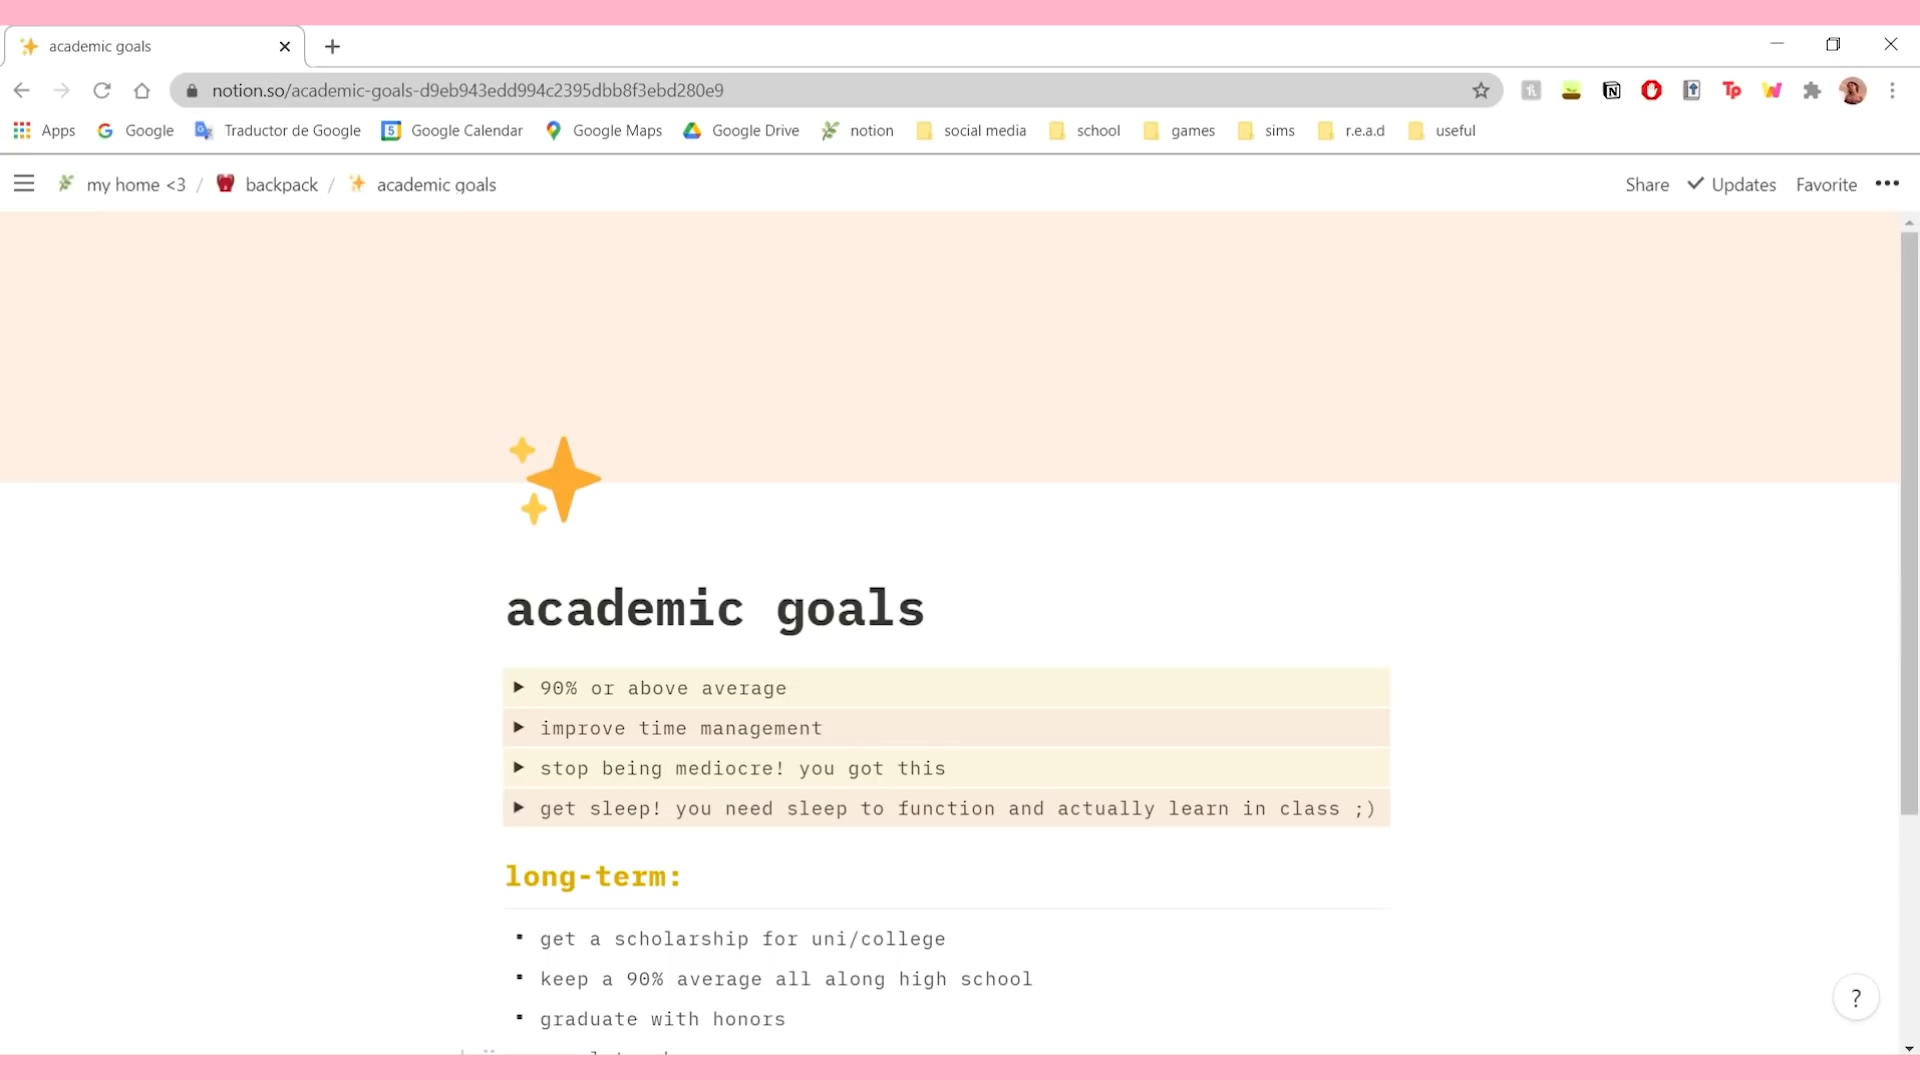 academic goals
notion.so/academic-goals-d9eb943edd994c2395dbb8f3ebd280e9
Apps Google Traductor de Google Google Calendar Google Maps Google Drive notion social media school games sims r.e.a.d useful
my home <3 / backpack / academic goals Share Updates Favorite
academic goals
90% or above average
improve time management
stop being mediocre! you got this
get sleep! you need sleep to function and actually learn in class ;)
long-term:
get a scholarship for uni/college
keep a 90% average all along high school
graduate with honors
?